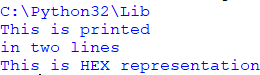 C:\Python32\Lib
This is printed
in two lines
This is HEX representation